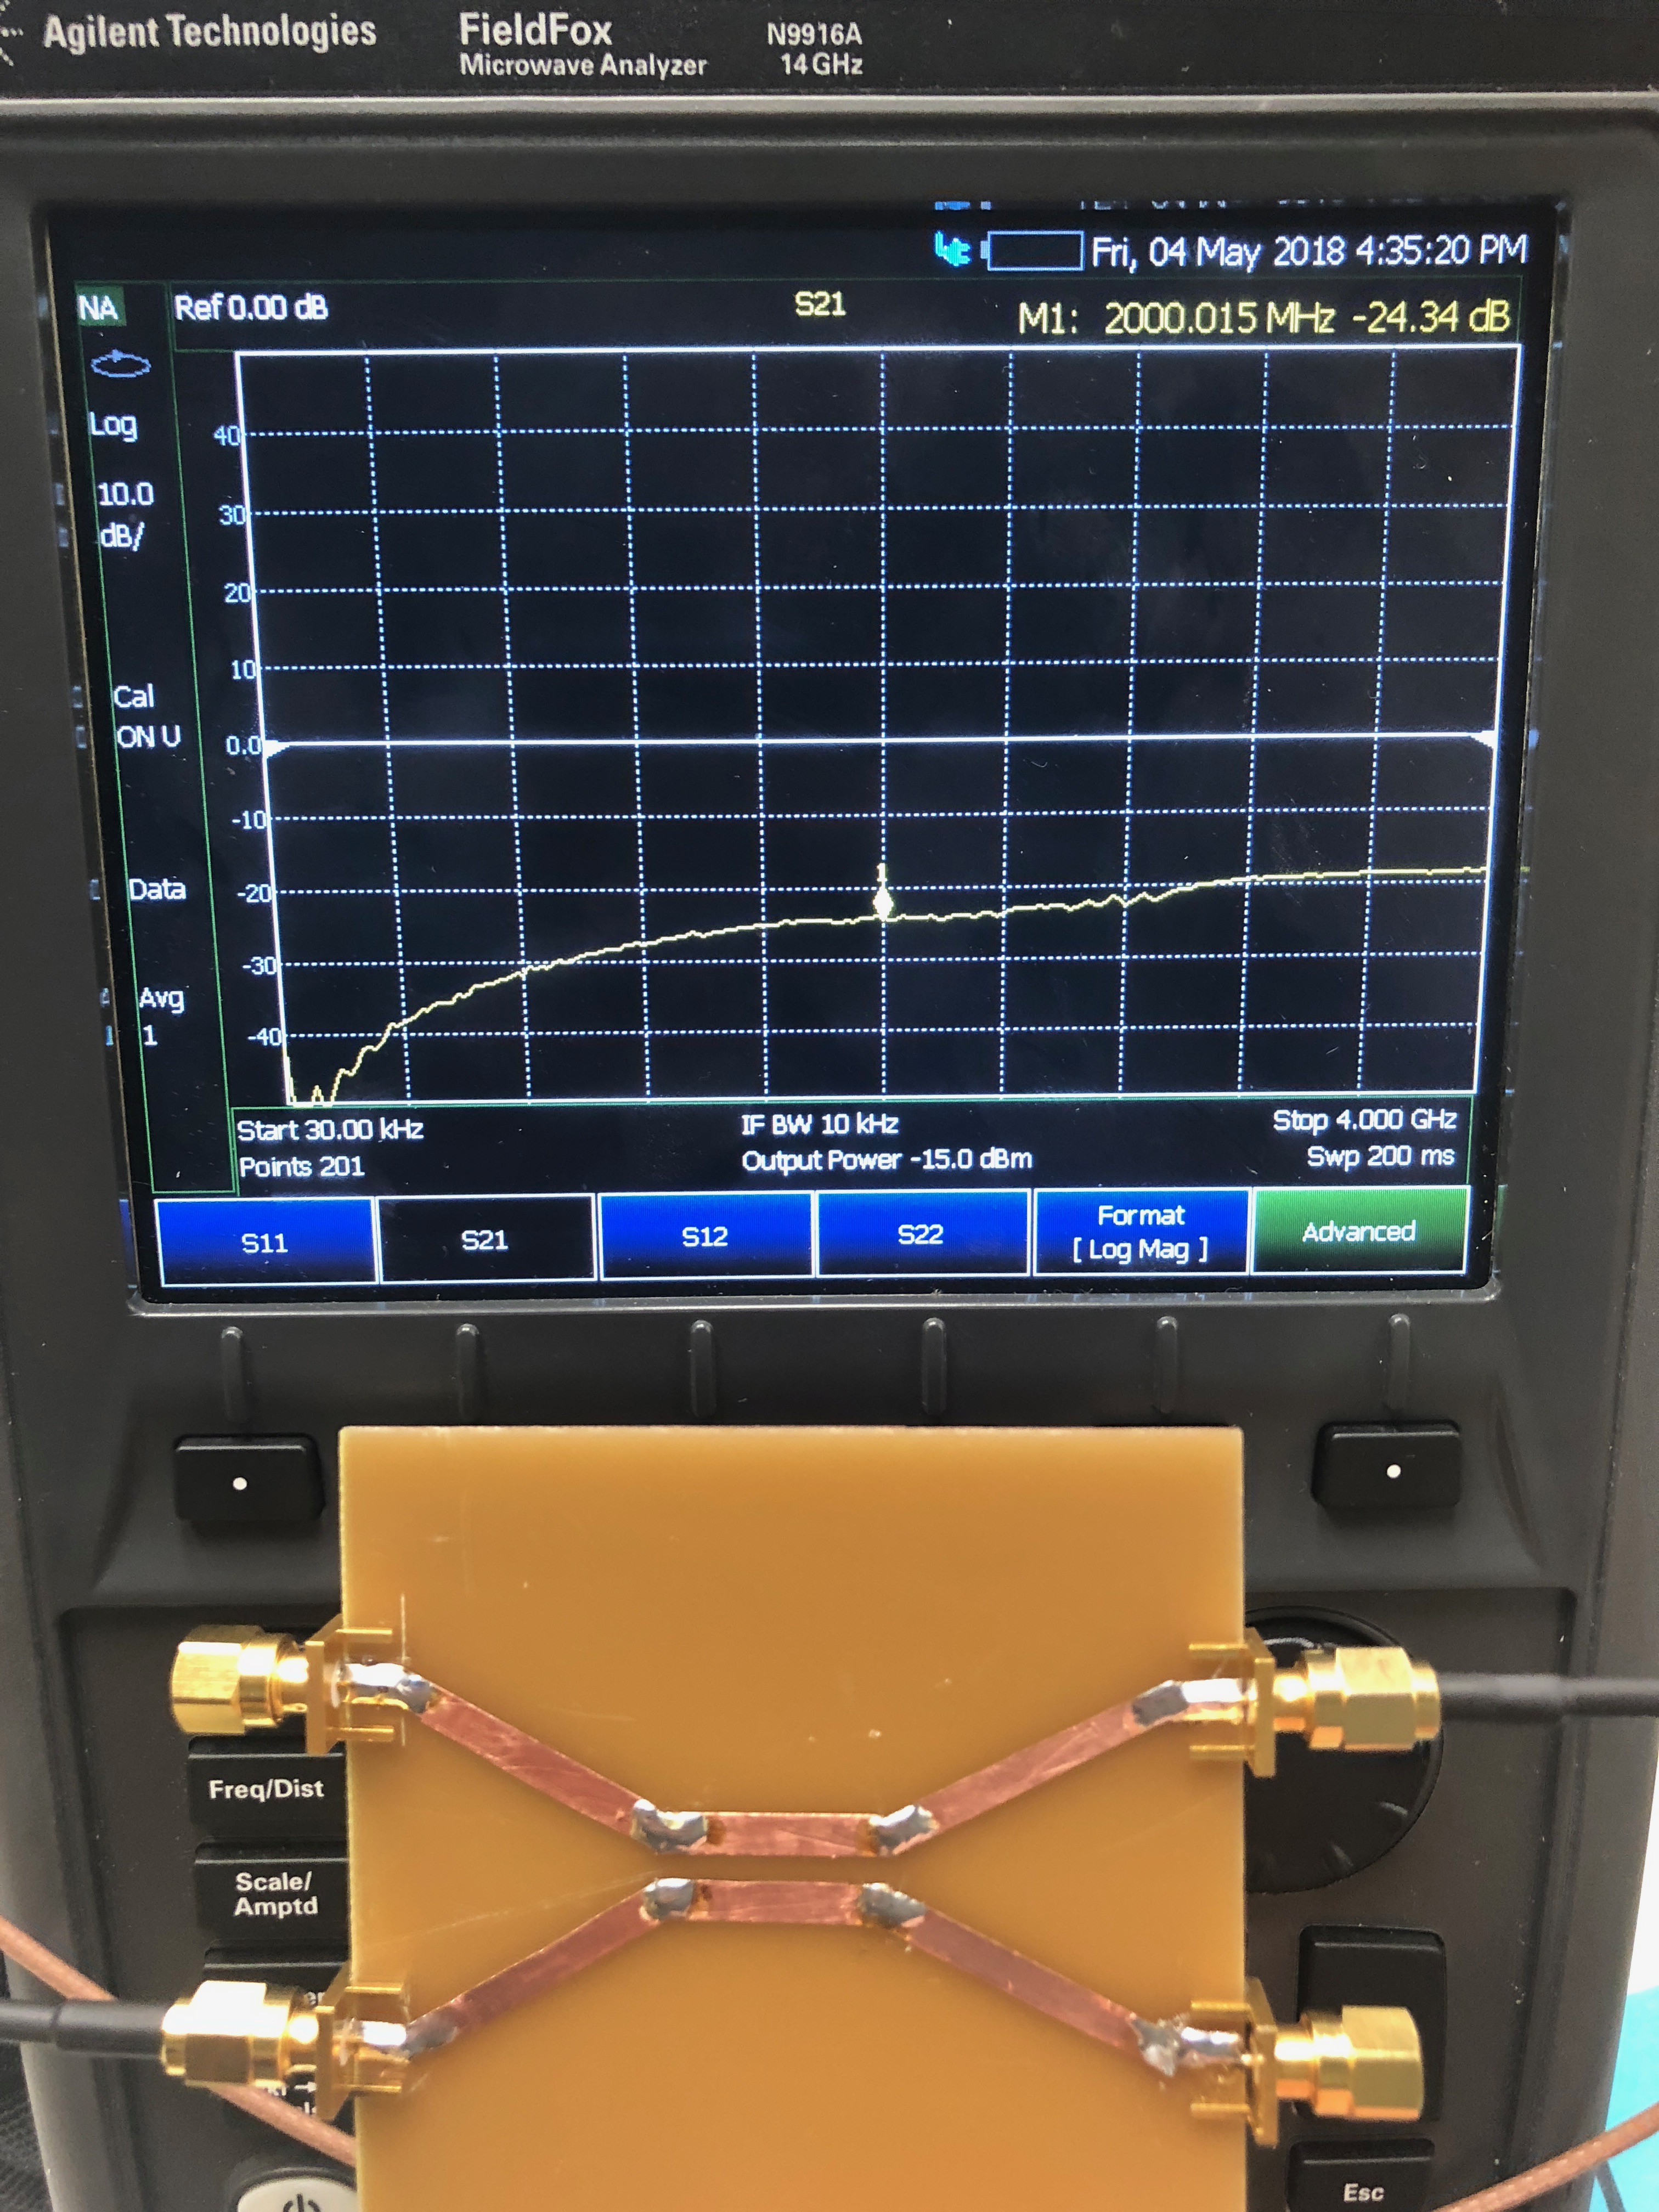 Agilent Technologies
FieldFox
N9916A
Microwave Analyzer
14 GHz
Fri, 04 May 2018 4:35:20 PM
NA
Ref 0.00 dB
S21
M1: 2000.015 MHz -24.34 dB
Log
10.0
dB/
Cal
ON U
Data
Avg
1
40
30
20
10
0.0
-10
-20
-30
-40
1
Start 30.00 kHz
IF BW 10 kHz
Stop 4.000 GHz
Points 201
Output Power -15.0 dBm
Swp 200 ms
S11
S21
S12
S22
Format
[ Log Mag ]
Advanced
Freq/Dist
Scale/
Amptd
Esc